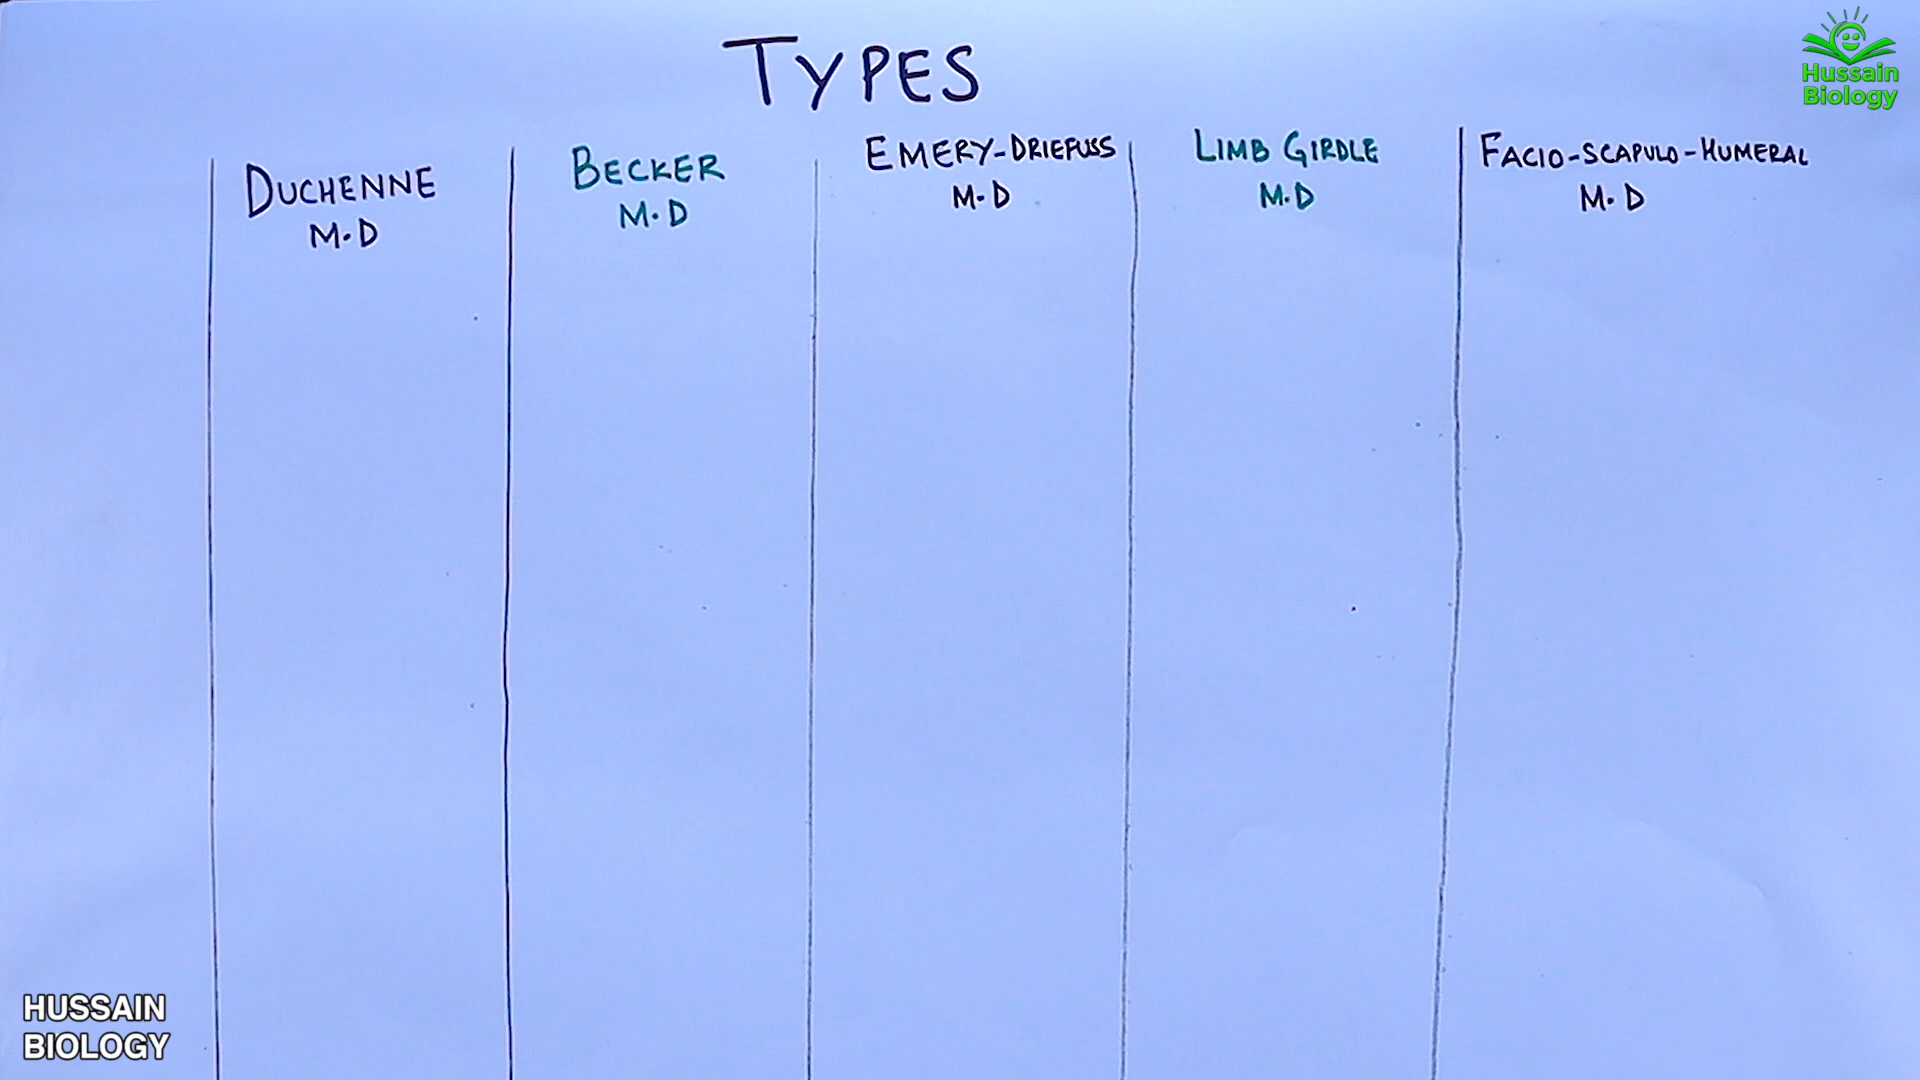 TYPES
DUCHENNE
M.D
BECKER
M.D
EMERY-DRIEFUSS
M.D
LIMB GIRDLE
M.D
FACIO-SCAPULO-HUMERAL
M.D
Hussain
Biology
HUSSAIN
BIOLOGY